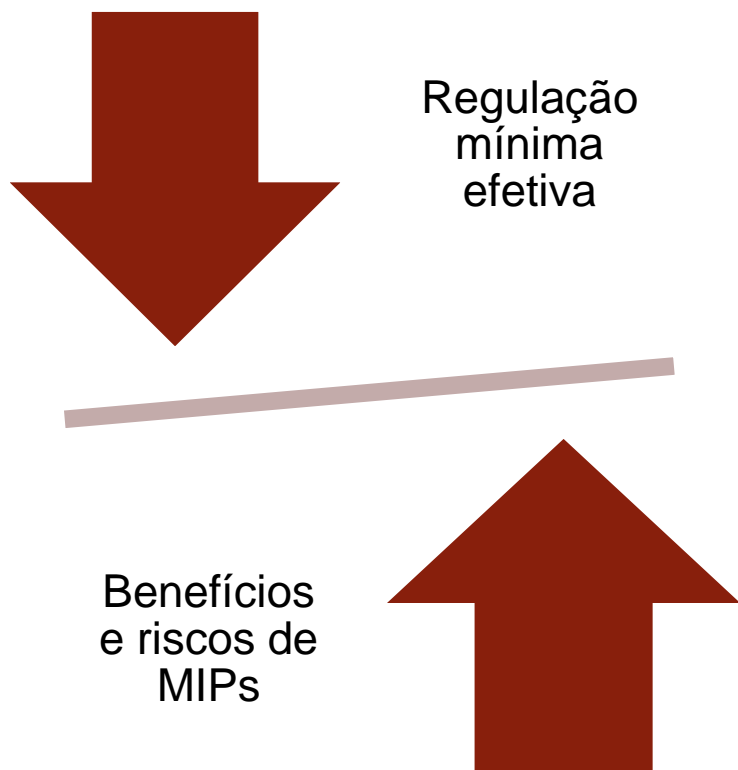 Regulação
mínima
efetiva
Benefícios
e riscos de
MIPs